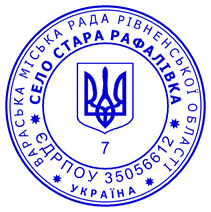 ВАРАСЬКА МІСЬКА РАДА РІВНЕНСЬКОЇ ОБЛАСТІ
* УКРАЇНА *
СЕЛО СТАРА РАФАЛІВКА
* ЄДРПОУ 35056612 *
7